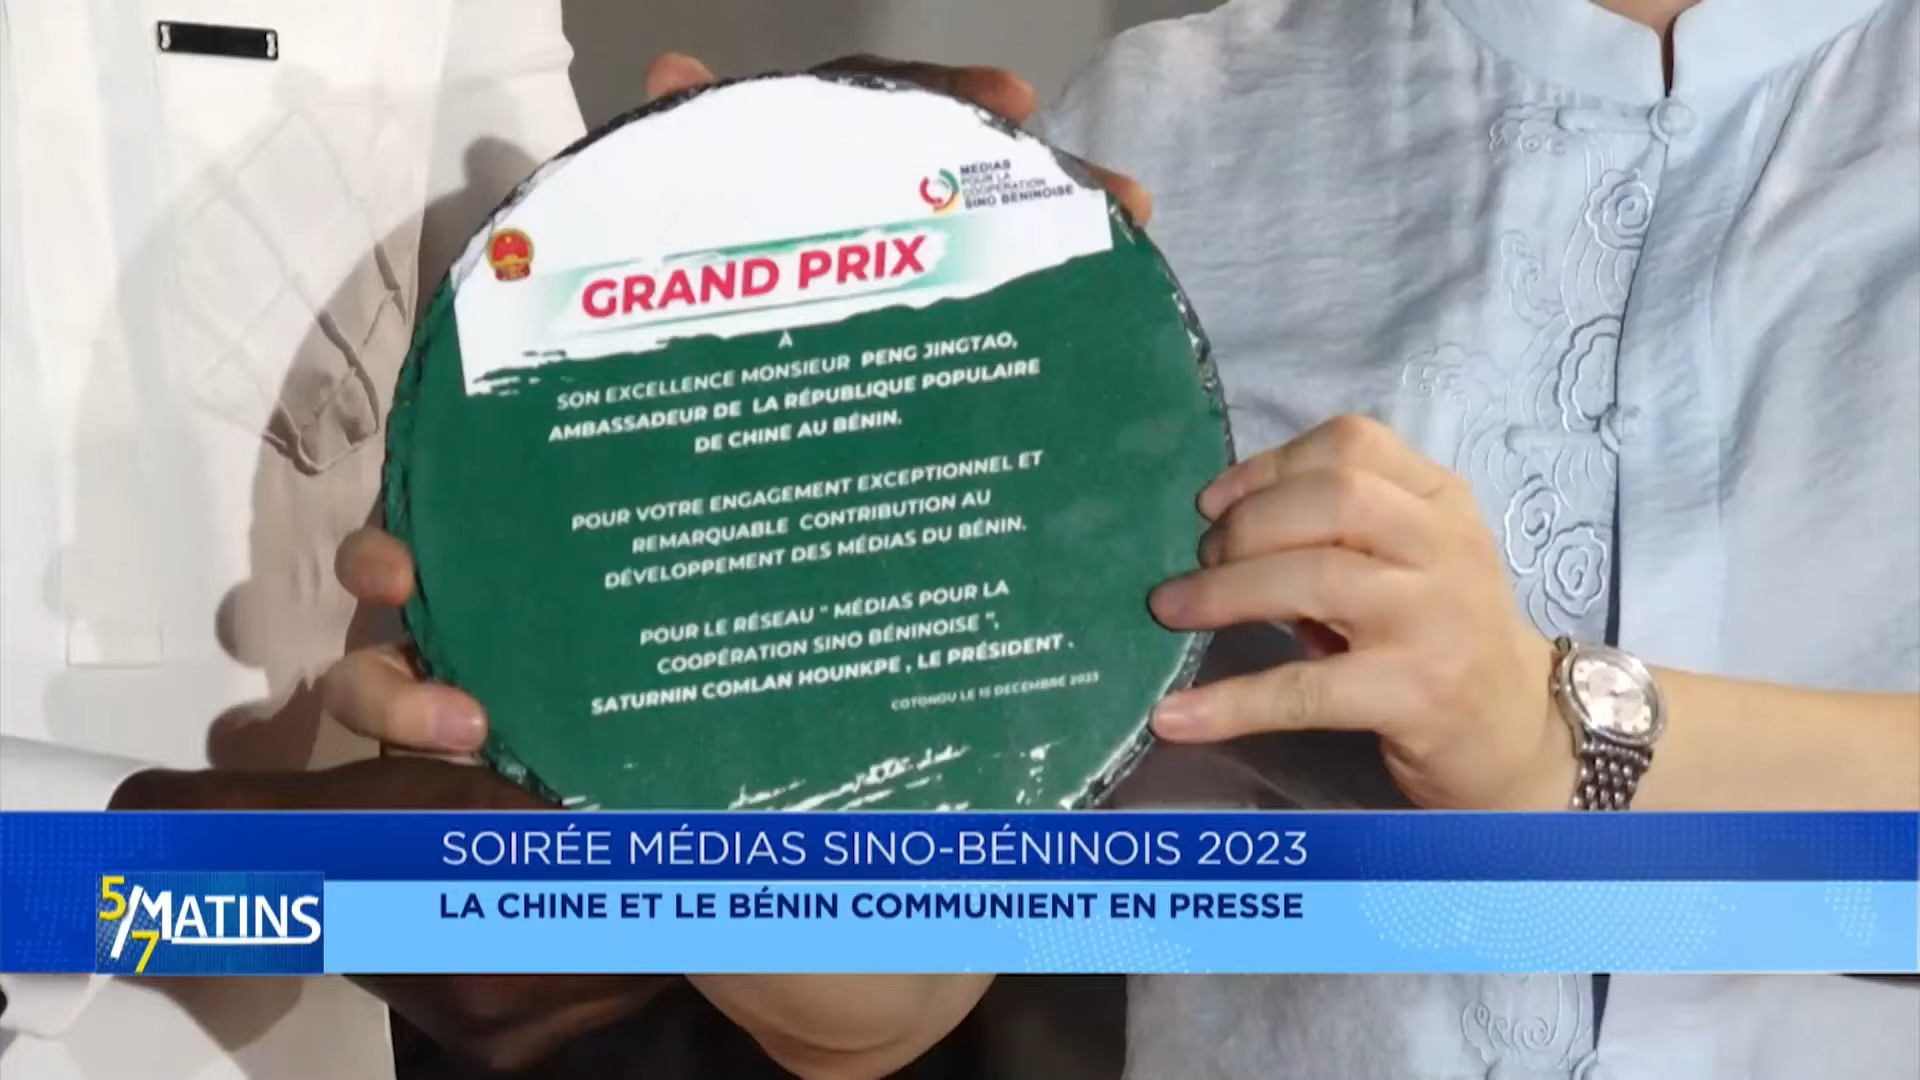 MEDIAS
POUR LA
COOPÉRATION
SINO BÉNINOISE
GRAND PRIX
À
SON EXCELLENCE MONSIEUR PENG JINGTAO,
AMBASSADEUR DE LA RÉPUBLIQUE POPULAIRE
DE CHINE AU BÉNIN.
POUR VOTRE ENGAGEMENT EXCEPTIONNEL ET
REMARQUABLE CONTRIBUTION AU
DÉVELOPPEMENT DES MÉDIAS DU BÉNIN.
POUR LE RÉSEAU " MÉDIAS POUR LA
COOPÉRATION SINO BÉNINOISE ",
SATURNIN COMLAN HOUNKPE , LE PRÉSIDENT .
COTONOU LE 15 DECEMBRE 2023
SOIRÉE MÉDIAS SINO-BÉNINOIS 2023
LA CHINE ET LE BÉNIN COMMUNIENT EN PRESSE
5/7 MATINS